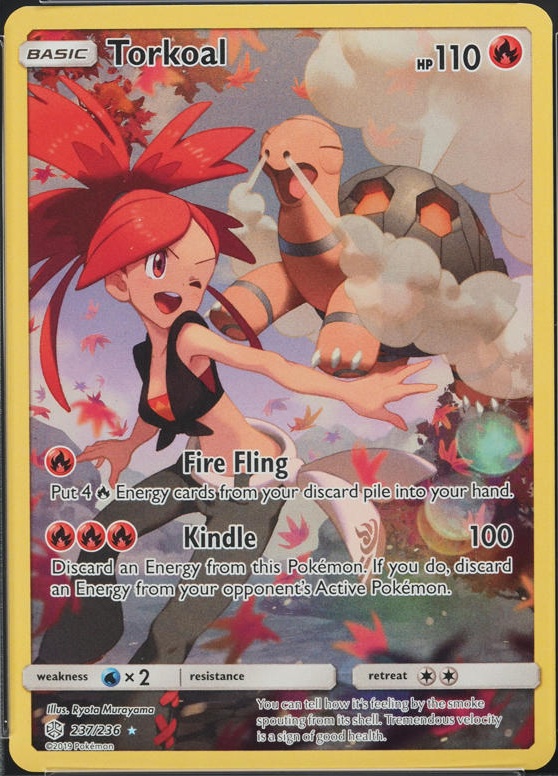 BASIC Torkoal HP 110
Fire Fling
Put 4 Energy cards from your discard pile into your hand.
Kindle 100
Discard an Energy from this Pokémon. If you do, discard
an Energy from your opponent's Active Pokémon.
weakness ×2 resistance retreat
Illus. Ryota Murayama
237/236
©2019 Pokémon
You can tell how it's feeling by the smoke
spouting from its shell. Tremendous velocity
is a sign of good health.